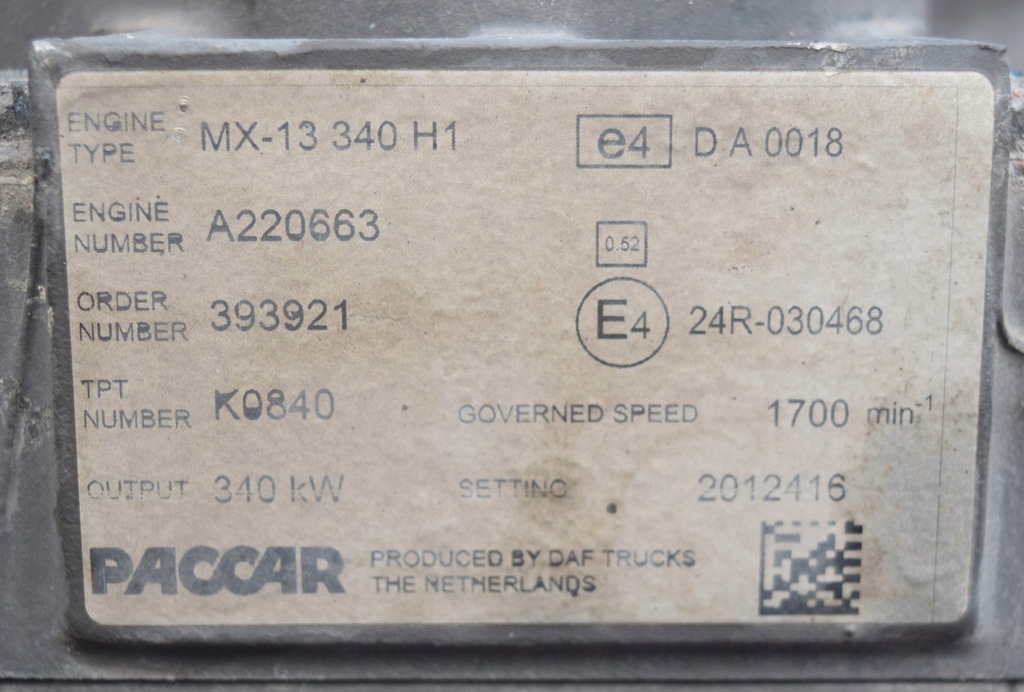 ENGINE TYPE MX-13 340 H1 e4 D A 0018
ENGINE NUMBER A220663
0.52
ORDER NUMBER 393921 E4 24R-030468
TPT NUMBER K0840 GOVERNED SPEED 1700 min-1
OUTPUT 340 kW SETTING 2012416
PACCAR PRODUCED BY DAF TRUCKS
THE NETHERLANDS